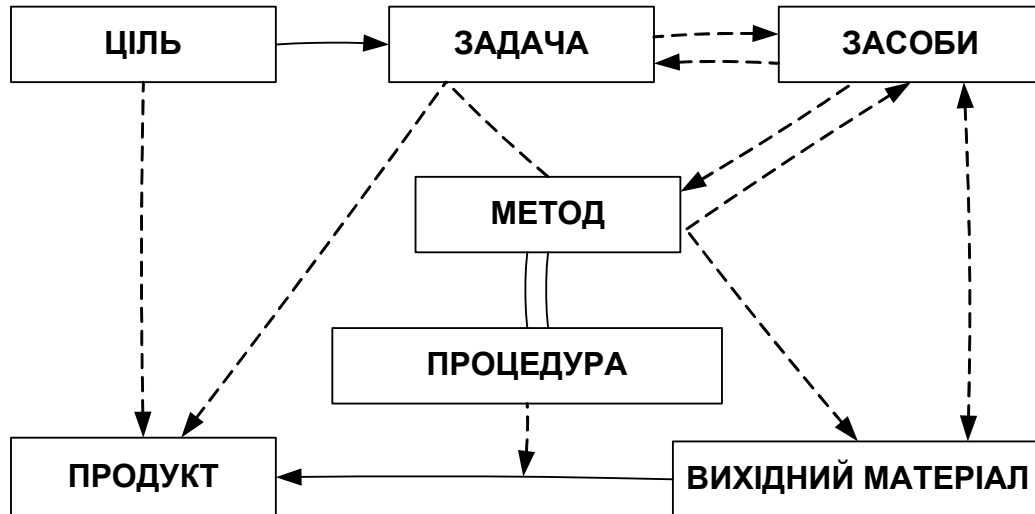 ЦІЛЬ
ЗАДАЧА
ЗАСОБИ
МЕТОД
ПРОЦЕДУРА
ПРОДУКТ
ВИХІДНИЙ МАТЕРІАЛ